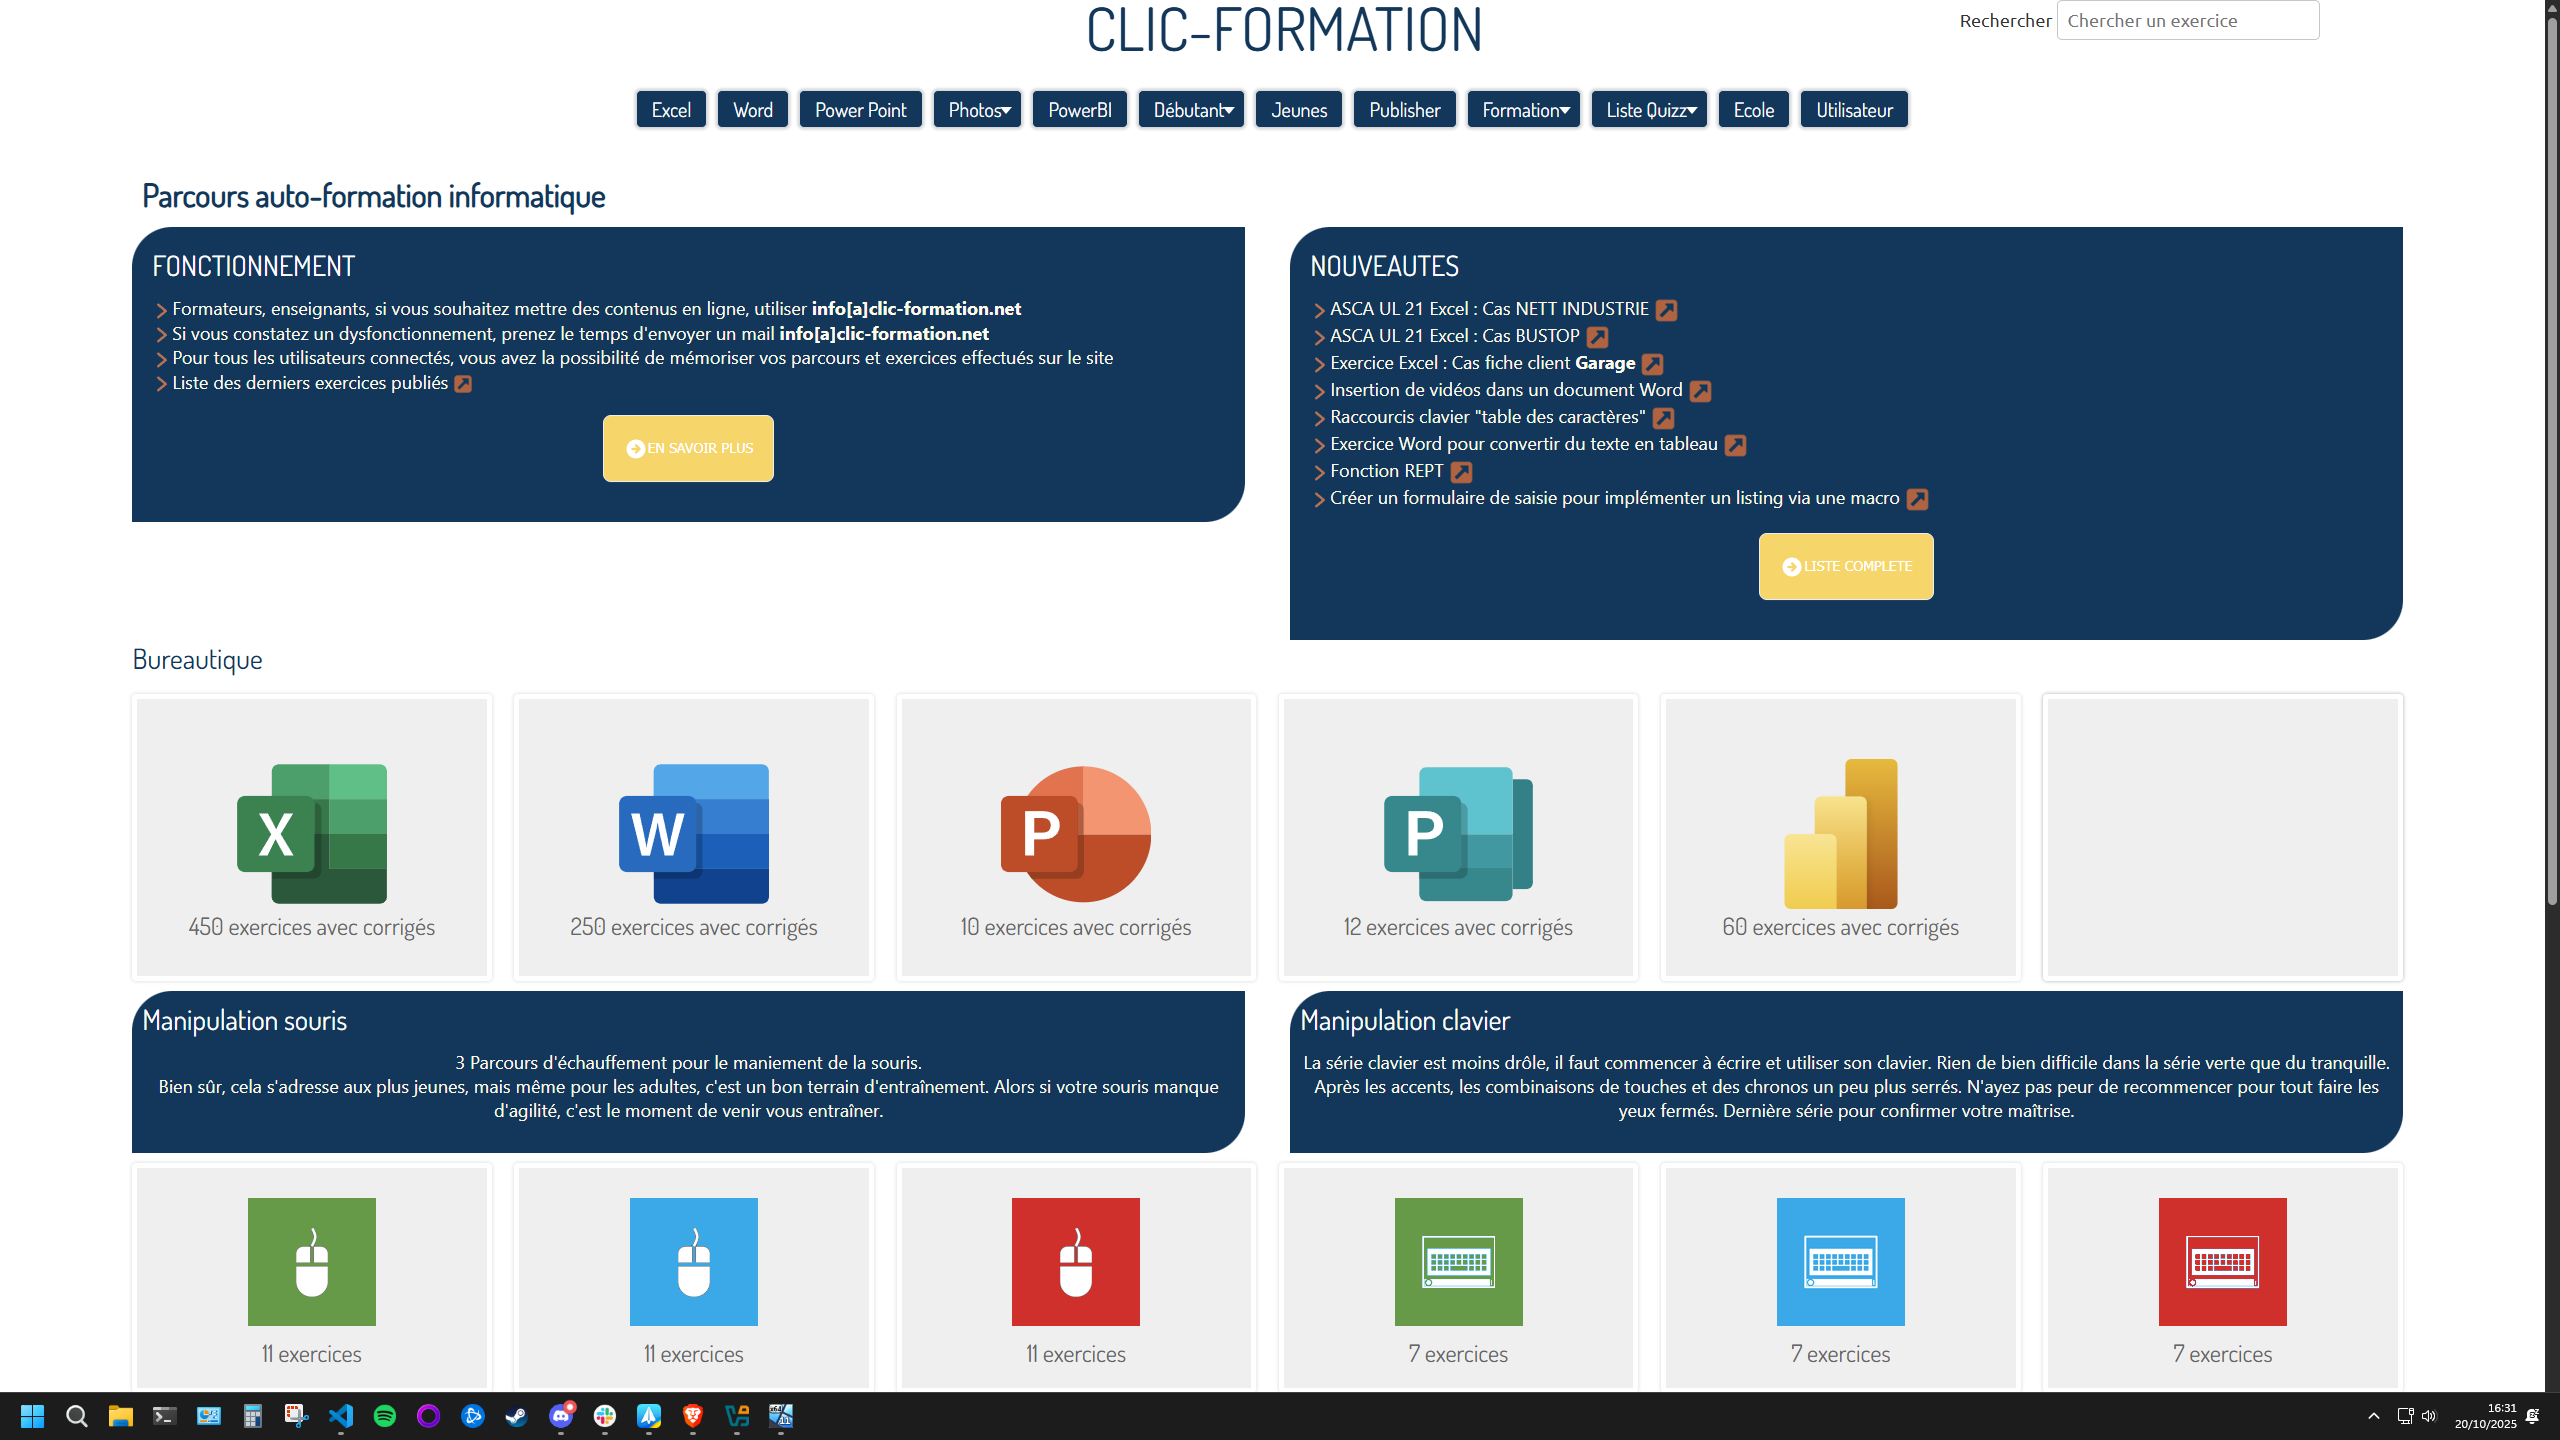 CLIC-FORMATION
Rechercher
Chercher un exercice
Excel
Word
Power Point
Photos
PowerBI
Débutant
Jeunes
Publisher
Formation
Liste Quizz
Ecole
Utilisateur
Parcours auto-formation informatique
FONCTIONNEMENT
Formateurs, enseignants, si vous souhaitez mettre des contenus en ligne, utiliser info[a]clic-formation.net
Si vous constatez un dysfonctionnement, prenez le temps d'envoyer un mail info[a]clic-formation.net
Pour tous les utilisateurs connectés, vous avez la possibilité de mémoriser vos parcours et exercices effectués sur le site
Liste des derniers exercices publiés
EN SAVOIR PLUS
NOUVEAUTES
ASCA UL 21 Excel : Cas NETT INDUSTRIE
ASCA UL 21 Excel : Cas BUSTOP
Exercice Excel : Cas fiche client Garage
Insertion de vidéos dans un document Word
Raccourcis clavier "table des caractères"
Exercice Word pour convertir du texte en tableau
Fonction REPT
Créer un formulaire de saisie pour implémenter un listing via une macro
LISTE COMPLETE
Bureautique
X
450 exercices avec corrigés
W
250 exercices avec corrigés
P
10 exercices avec corrigés
P
12 exercices avec corrigés
60 exercices avec corrigés
Manipulation souris
3 Parcours d'échauffement pour le maniement de la souris.
Bien sûr, cela s'adresse aux plus jeunes, mais même pour les adultes, c'est un bon terrain d'entraînement. Alors si votre souris manque
d'agilité, c'est le moment de venir vous entraîner.
Manipulation clavier
La série clavier est moins drôle, il faut commencer à écrire et utiliser son clavier. Rien de bien difficile dans la série verte que du tranquille.
Après les accents, les combinaisons de touches et des chronos un peu plus serrés. N'ayez pas peur de recommencer pour tout faire les
yeux fermés. Dernière série pour confirmer votre maîtrise.
11 exercices
11 exercices
11 exercices
7 exercices
7 exercices
7 exercices
16:31
20/10/2025